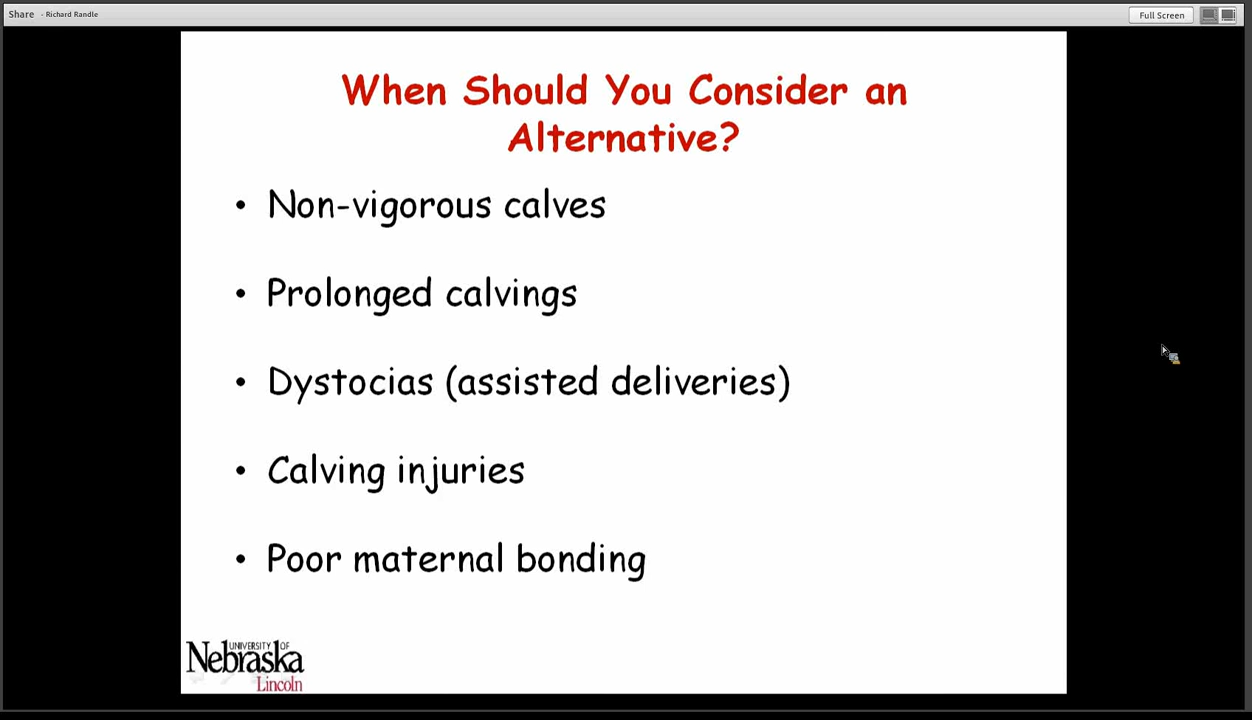 Share - Richard Randle
Full Screen
When Should You Consider an
Alternative?
• Non-vigorous calves
• Prolonged calvings
• Dystocias (assisted deliveries)
• Calving injuries
• Poor maternal bonding
UNIVERSITY OF
Nebraska
Lincoln